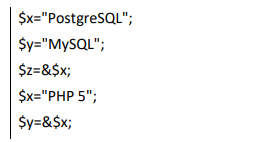 $x="PostgreSQL";
$y="MySQL";
$z=&$x;
$x="PHP 5";
$y=&$x;